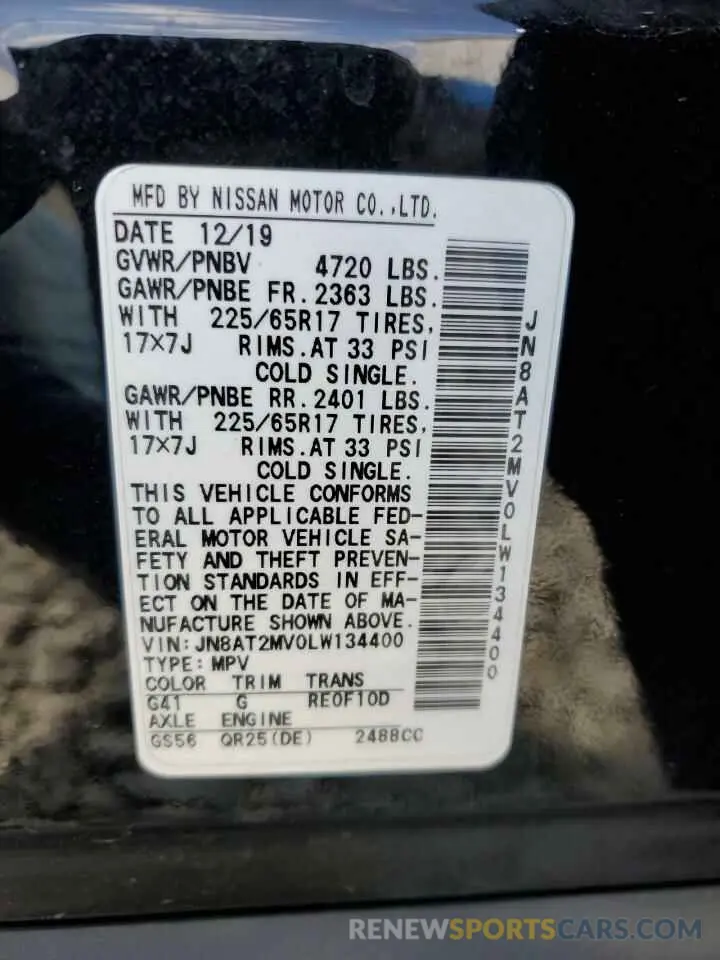 MFD BY NISSAN MOTOR CO.,LTD.
DATE 12/19
GVWR/PNBV 4720 LBS.
GAWR/PNBE FR. 2363 LBS.
WITH 225/65R17 TIRES,
17×7J RIMS. AT 33 PSI
COLD SINGLE.
GAWR/PNBE RR. 2401 LBS.
WITH 225/65R17 TIRES,
17×7J RIMS. AT 33 PSI
COLD SINGLE.
THIS VEHICLE CONFORMS
TO ALL APPLICABLE FED-
ERAL MOTOR VEHICLE SA-
FETY AND THEFT PREVEN-
TION STANDARDS IN EFF-
ECT ON THE DATE OF MA-
NUFACTURE SHOWN ABOVE.
VIN: JN8AT2MV0LW134400
TYPE: MPV
COLOR TRIM TRANS
G41 G RE0F10D
AXLE ENGINE
GS56 QR25(DE) 2488CC
JN8AT2MV0LW134400
RENEWSPORTSCARS.COM